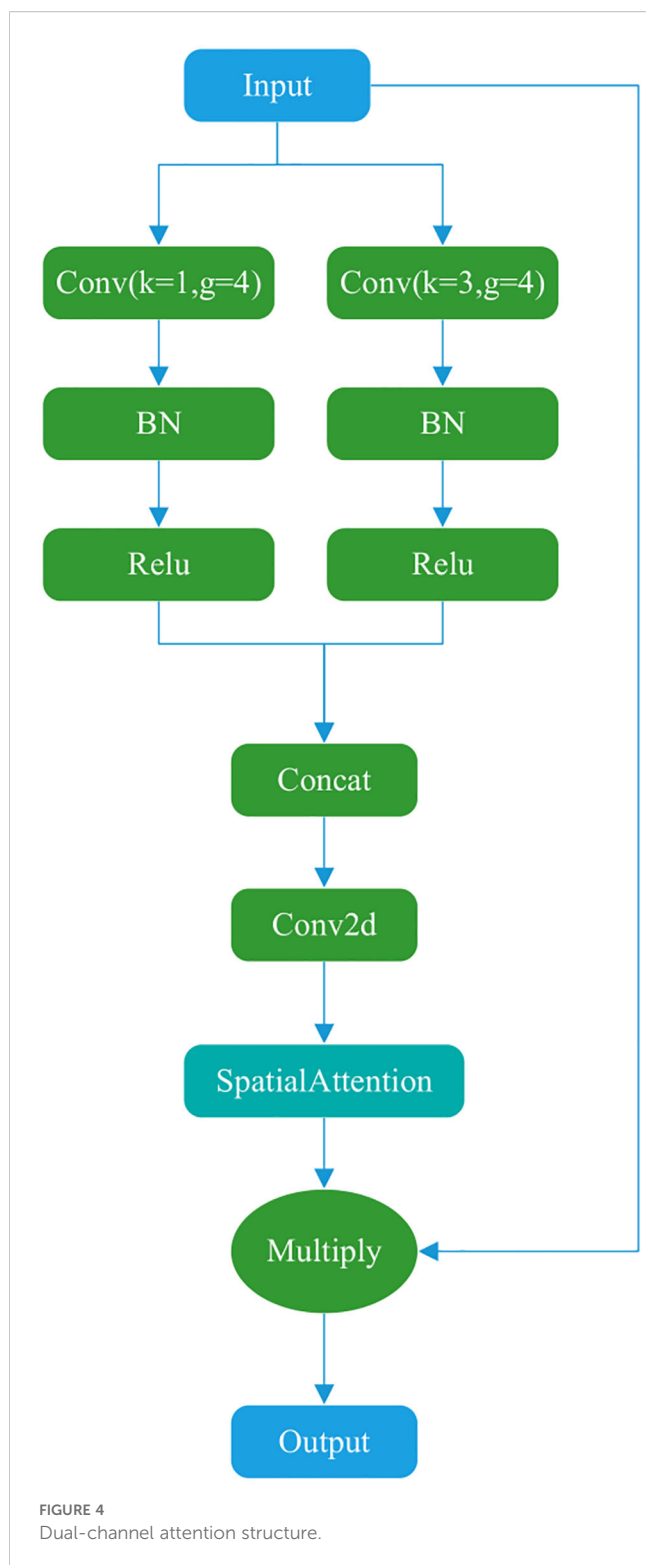 Input
Conv(k=1,g=4)
Conv(k=3,g=4)
BN
BN
Relu
Relu
Concat
Conv2d
SpatialAttention
Multiply
Output
FIGURE 4
Dual-channel attention structure.